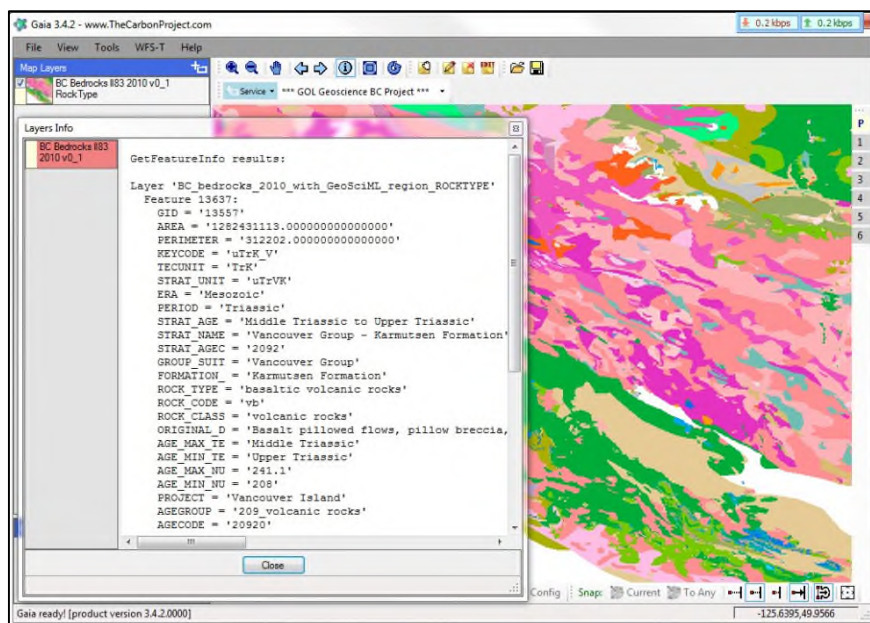 Gaia 3.4.2 - www.TheCarbonProject.com
0.2 kbps 0.2 kbps
File View Tools WFS-T Help
Map Layers
BC Bedrocks ll83 2010 v0_1
RockType
Service *** GOL Geoscience BC Project ***
Layers Info
BC Bedrocks ll83
2010 v0_1
GetFeatureInfo results:
Layer 'BC_bedrocks_2010_with_GeoSciML_region_ROCKTYPE'
Feature 13637:
GID = '13557'
AREA = '1282431113.000000000000000'
PERIMETER = '312202.000000000000000'
KEYCODE = 'uTrK_V'
TECUNIT = 'TrK'
STRAT_UNIT = 'uTrVK'
ERA = 'Mesozoic'
PERIOD = 'Triassic'
STRAT_AGE = 'Middle Triassic to Upper Triassic'
STRAT_NAME = 'Vancouver Group - Karmutsen Formation'
STRAT_AGEC = '2092'
GROUP_SUIT = 'Vancouver Group'
FORMATION_ = 'Karmutsen Formation'
ROCK_TYPE = 'basaltic volcanic rocks'
ROCK_CODE = 'vb'
ROCK_CLASS = 'volcanic rocks'
ORIGINAL_D = 'Basalt pillowed flows, pillow breccia,
AGE_MAX_TE = 'Middle Triassic'
AGE_MIN_TE = 'Upper Triassic'
AGE_MAX_NU = '241.1'
AGE_MIN_NU = '208'
PROJECT = 'Vancouver Island'
AGEGROUP = '209_volcanic rocks'
AGECODE = '20920'
Close
P
1
2
3
4
5
6
Config Snap: Current To Any
Gaia ready! [product version 3.4.2.0000]
-125.6395,49.9566